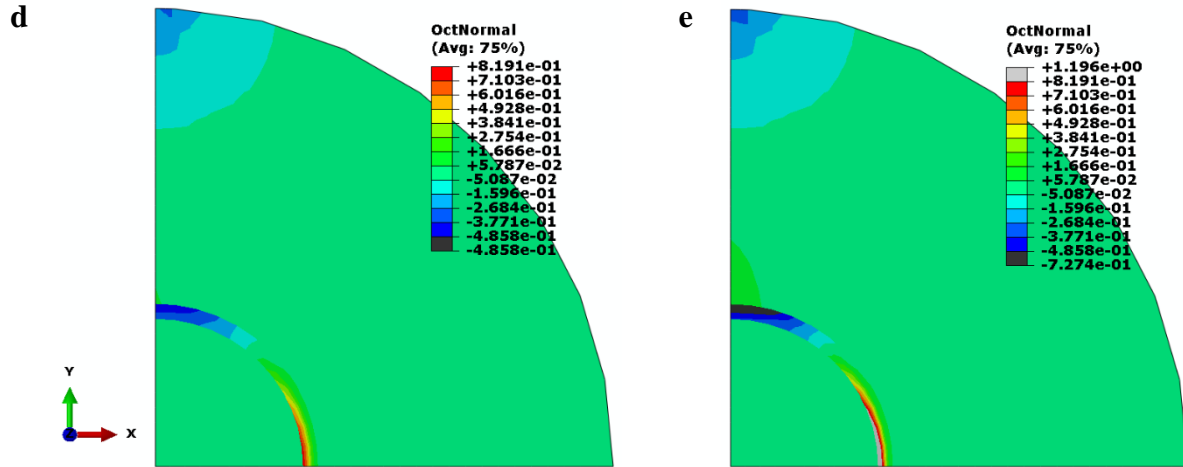 d
OctNormal
(Avg: 75%)
+8.191e-01
+7.103e-01
+6.016e-01
+4.928e-01
+3.841e-01
+2.754e-01
+1.666e-01
+5.787e-02
-5.087e-02
-1.596e-01
-2.684e-01
-3.771e-01
-4.858e-01
-4.858e-01
Y
Z
X
e
OctNormal
(Avg: 75%)
+1.196e+00
+8.191e-01
+7.103e-01
+6.016e-01
+4.928e-01
+3.841e-01
+2.754e-01
+1.666e-01
+5.787e-02
-5.087e-02
-1.596e-01
-2.684e-01
-3.771e-01
-4.858e-01
-7.274e-01